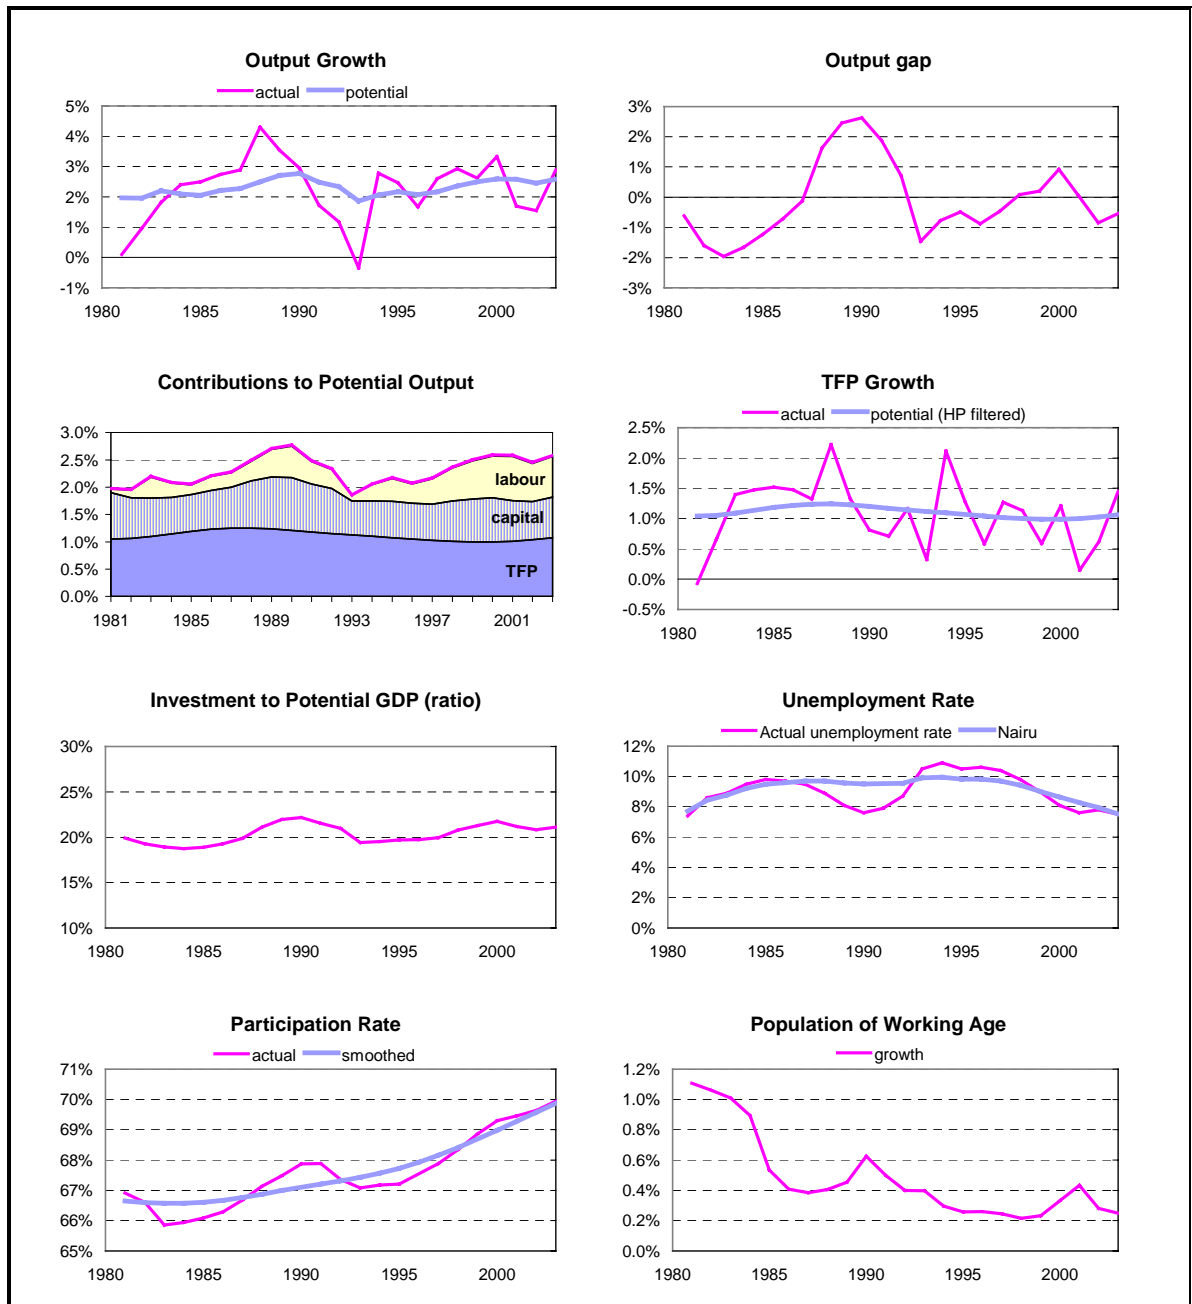 Output Growth
actual potential
5%
4%
3%
2%
1%
0%
-1%
1980 1985 1990 1995 2000
Output gap
3%
2%
1%
0%
-1%
-2%
-3%
1980 1985 1990 1995 2000
Contributions to Potential Output
3.0%
2.5%
2.0%
1.5%
1.0%
0.5%
0.0%
labour
capital
TFP
1981 1985 1989 1993 1997 2001
TFP Growth
actual potential (HP filtered)
2.5%
2.0%
1.5%
1.0%
0.5%
0.0%
-0.5%
1980 1985 1990 1995 2000
Investment to Potential GDP (ratio)
30%
25%
20%
15%
10%
1980 1985 1990 1995 2000
Unemployment Rate
Actual unemployment rate Nairu
12%
10%
8%
6%
4%
2%
0%
1980 1985 1990 1995 2000
Participation Rate
actual smoothed
71%
70%
69%
68%
67%
66%
65%
1980 1985 1990 1995 2000
Population of Working Age
growth
1.2%
1.0%
0.8%
0.6%
0.4%
0.2%
0.0%
1980 1985 1990 1995 2000